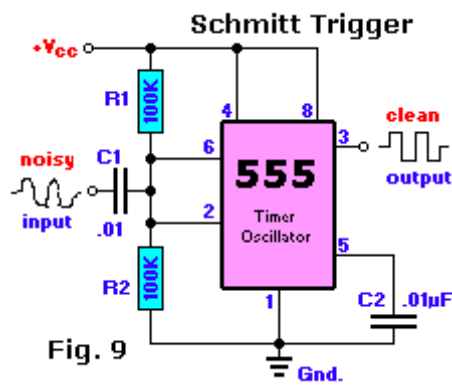 Schmitt Trigger
+Vcc
R1
100K
4
8
clean
3
output
noisy
C1
6
input
.01
2
555
Timer
Oscillator
5
R2
100K
1
C2
.01µF
Fig. 9
Gnd.